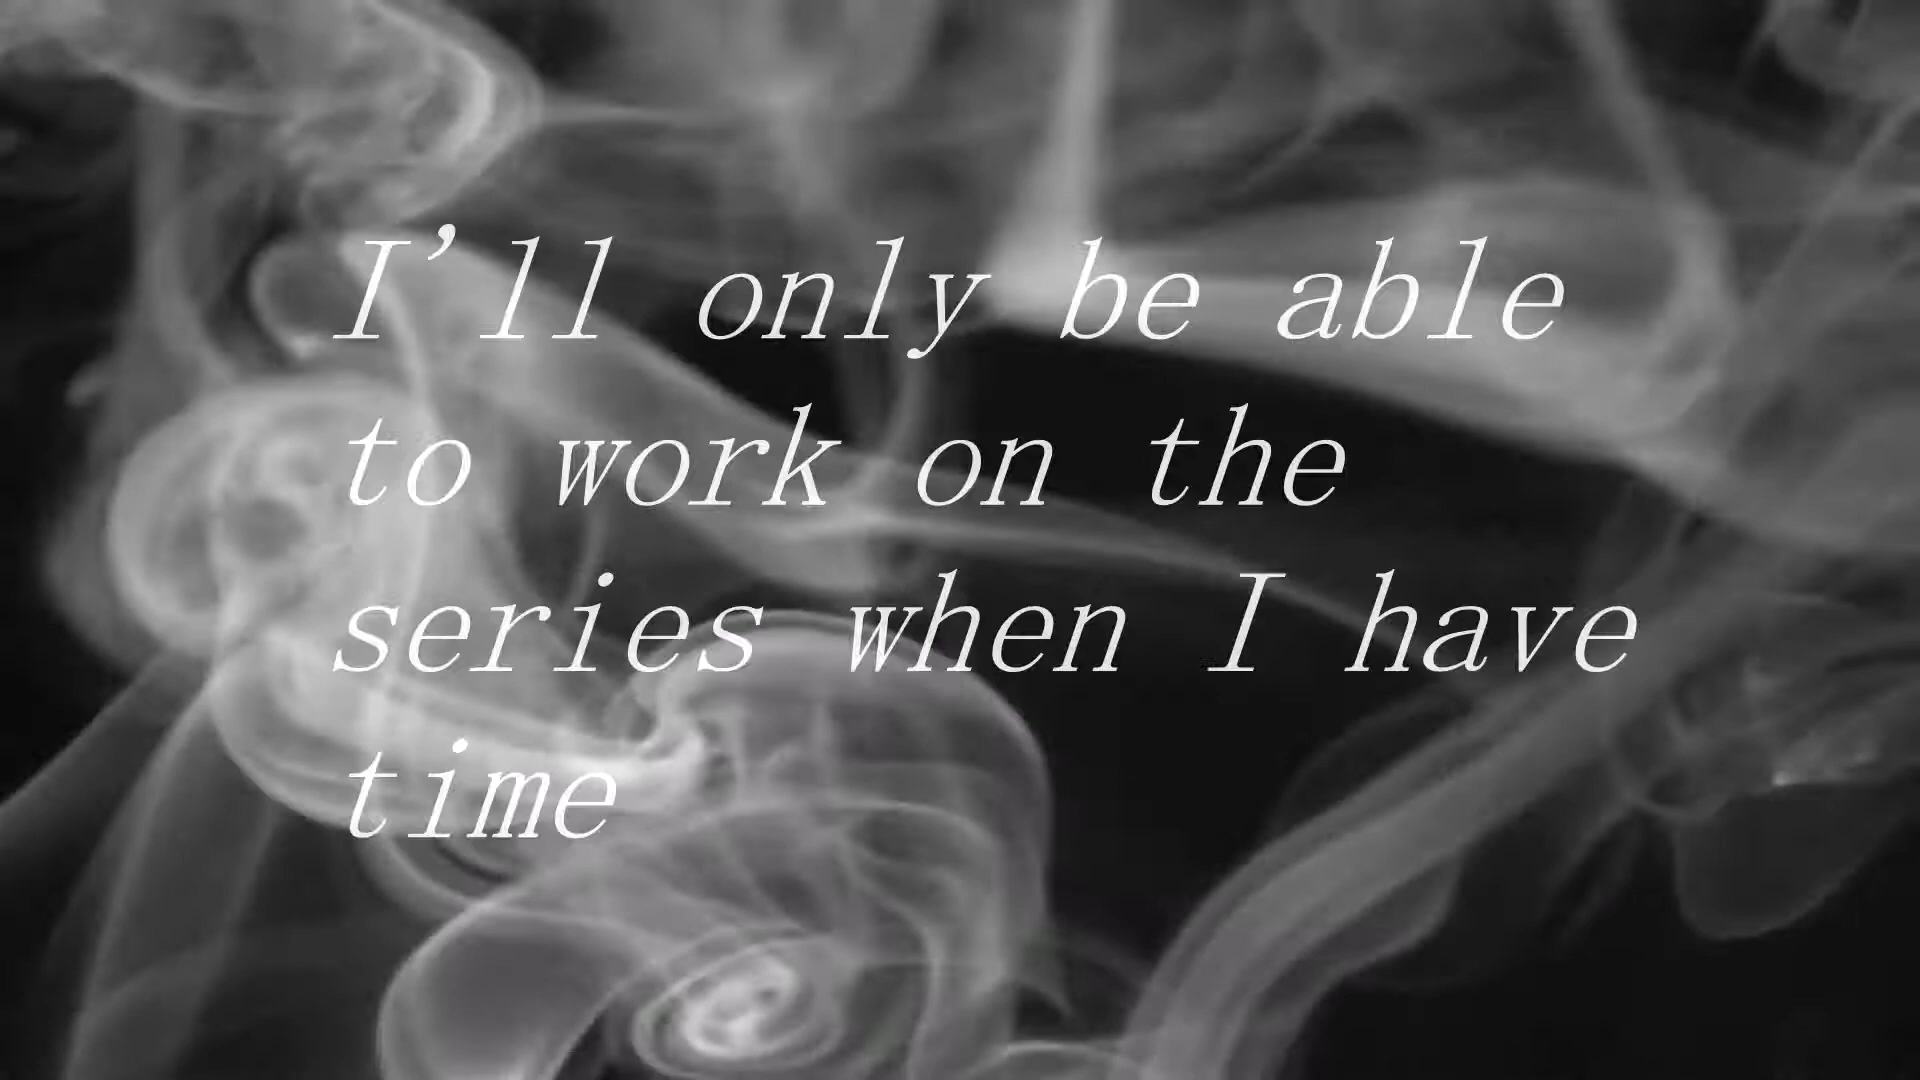 I'll only be able
to work on the
series when I have
time